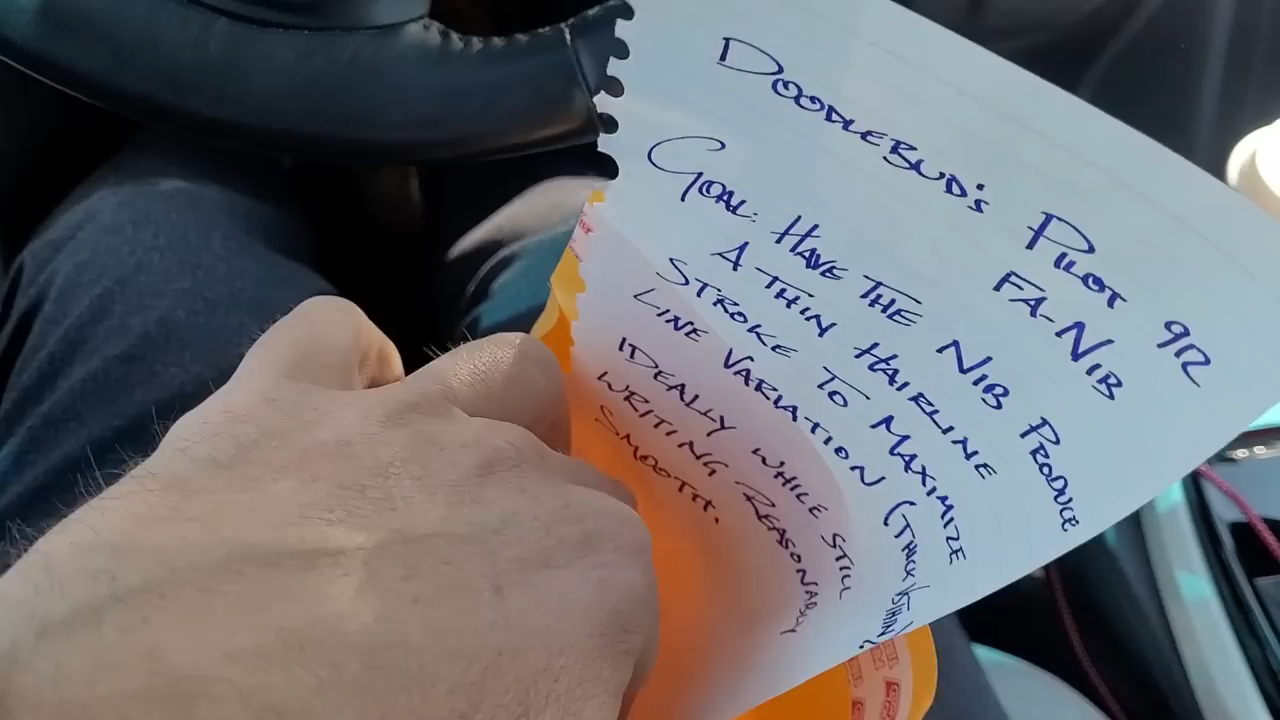 DOODLEBUD'S PILOT 912
FA-NIB
GOAL: HAVE THE NIB PRODUCE
A THIN HAIRLINE
STROKE TO MAXIMIZE
LINE VARIATION (THICK/THIN)
IDEALLY WHILE STILL
WRITING REASONABLY
SMOOTH.